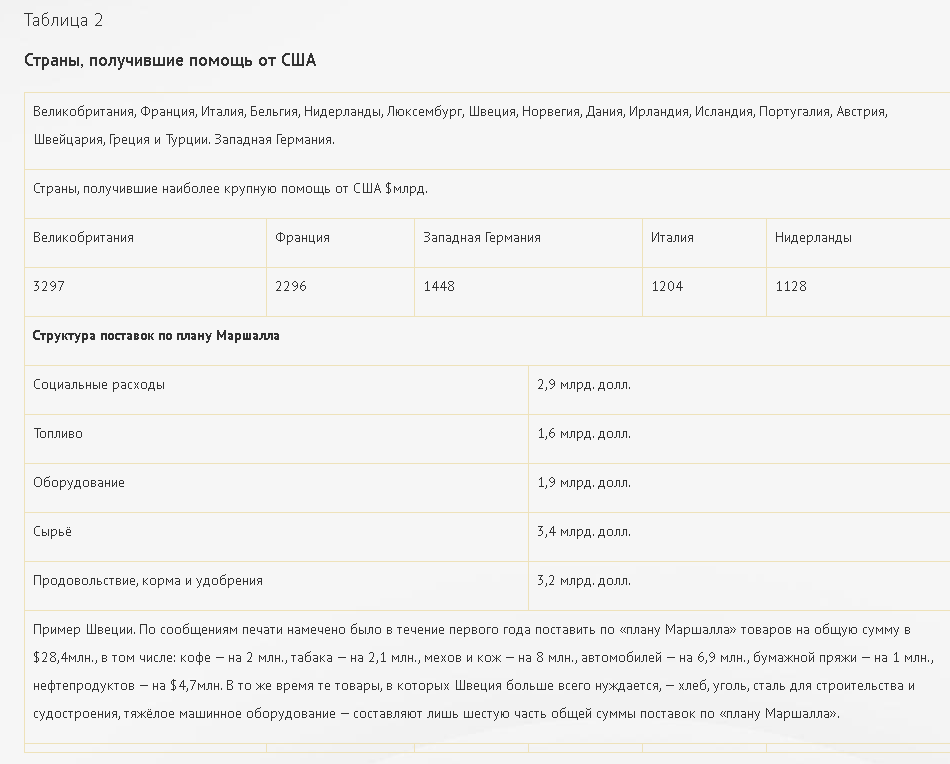 Таблица 2
Страны, получившие помощь от США
Великобритания, Франция, Италия, Бельгия, Нидерланды, Люксембург, Швеция, Норвегия, Дания, Ирландия, Исландия, Португалия, Австрия,
Швейцария, Греция и Турции. Западная Германия.
Страны, получившие наиболее крупную помощь от США $млрд.
Великобритания Франция Западная Германия Италия Нидерланды
3297 2296 1448 1204 1128
Структура поставок по плану Маршалла
Социальные расходы 2,9 млрд. долл.
Топливо 1,6 млрд. долл.
Оборудование 1,9 млрд. долл.
Сырьё 3,4 млрд. долл.
Продовольствие, корма и удобрения 3,2 млрд. долл.
Пример Швеции. По сообщениям печати намечено было в течение первого года поставить по «плану Маршалла» товаров на общую сумму в
$28,4млн., в том числе: кофе — на 2 млн., табака — на 2,1 млн., мехов и кож — на 8 млн., автомобилей — на 6,9 млн., бумажной пряжи — на 1 млн.,
нефтепродуктов — на $4,7млн. В то же время те товары, в которых Швеция больше всего нуждается, — хлеб, уголь, сталь для строительства и
судостроения, тяжёлое машинное оборудование — составляют лишь шестую часть общей суммы поставок по «плану Маршалла».